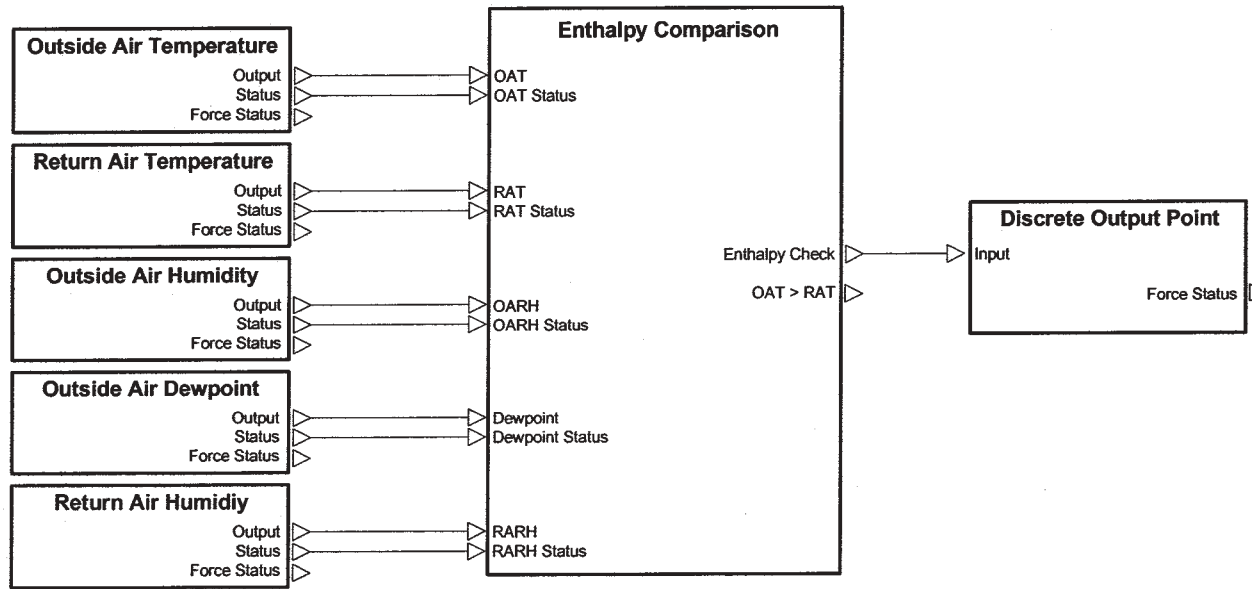 Outside Air Temperature
Output
Status
Force Status
Return Air Temperature
Output
Status
Force Status
Outside Air Humidity
Output
Status
Force Status
Outside Air Dewpoint
Output
Status
Force Status
Return Air Humidiy
Output
Status
Force Status
Enthalpy Comparison
OAT
OAT Status
RAT
RAT Status
OARH
OARH Status
Dewpoint
Dewpoint Status
RARH
RARH Status
Enthalpy Check
OAT > RAT
Discrete Output Point
Input
Force Status